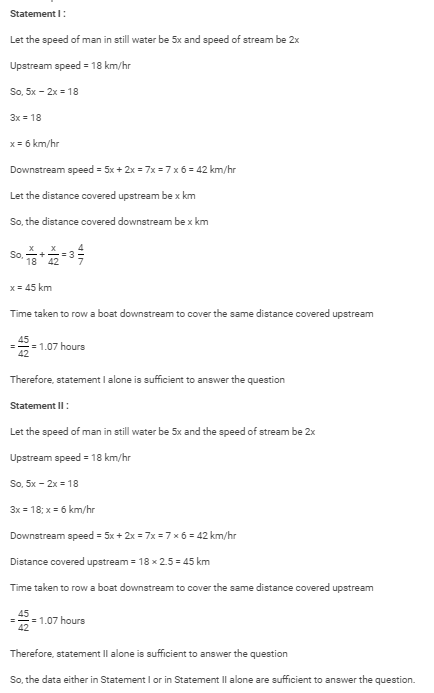 Statement I :
Let the speed of man in still water be 5x and speed of stream be 2x
Upstream speed = 18 km/hr
So, 5x − 2x = 18
3x = 18
x = 6 km/hr
Downstream speed = 5x + 2x = 7x = 7 x 6 = 42 km/hr
Let the distance covered upstream be x km
So, the distance covered downstream be x km
So, x/18 + x/42 = 3 4/7
x = 45 km
Time taken to row a boat downstream to cover the same distance covered upstream
= 45/42 = 1.07 hours
Therefore, statement I alone is sufficient to answer the question
Statement II :
Let the speed of man in still water be 5x and the speed of stream be 2x
Upstream speed = 18 km/hr
So, 5x − 2x = 18
3x = 18; x = 6 km/hr
Downstream speed = 5x + 2x = 7x = 7 × 6 = 42 km/hr
Distance covered upstream = 18 × 2.5 = 45 km
Time taken to row a boat downstream to cover the same distance covered upstream
= 45/42 = 1.07 hours
Therefore, statement II alone is sufficient to answer the question
So, the data either in Statement I or in Statement II alone are sufficient to answer the question.